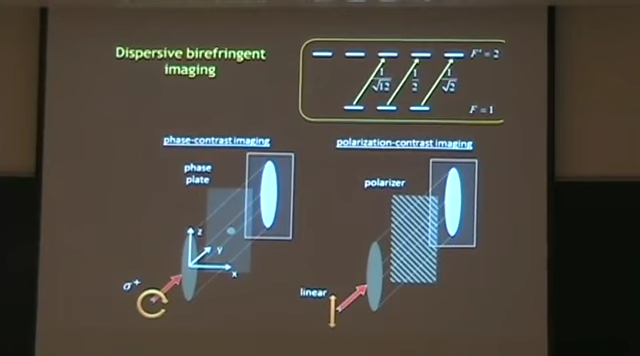 Dispersive birefringent
imaging
F' = 2
1/√12
1/2
1/√2
F = 1
phase-contrast imaging
polarization-contrast imaging
phase
plate
polarizer
z
y
x
σ+
linear